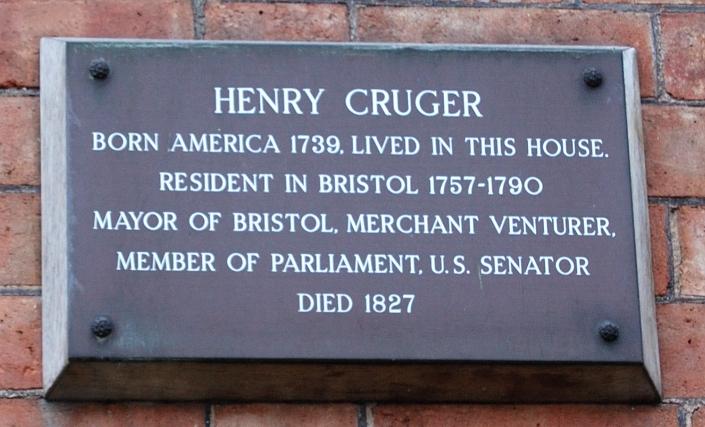 HENRY CRUGER
BORN AMERICA 1739. LIVED IN THIS HOUSE.
RESIDENT IN BRISTOL 1757-1790
MAYOR OF BRISTOL, MERCHANT VENTURER,
MEMBER OF PARLIAMENT, U.S. SENATOR
DIED 1827